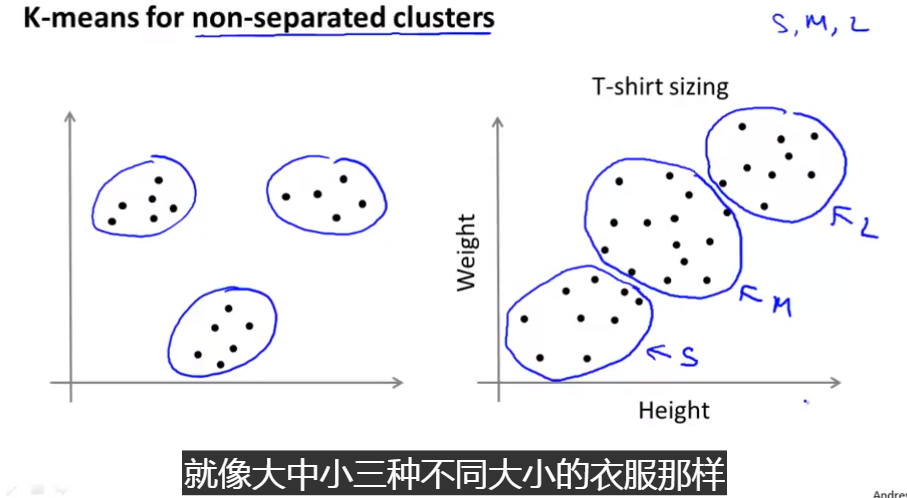 K-means for non-separated clusters
S, M, L
T-shirt sizing
Weight
L
M
S
Height
就像大中小三种不同大小的衣服那样
Andre